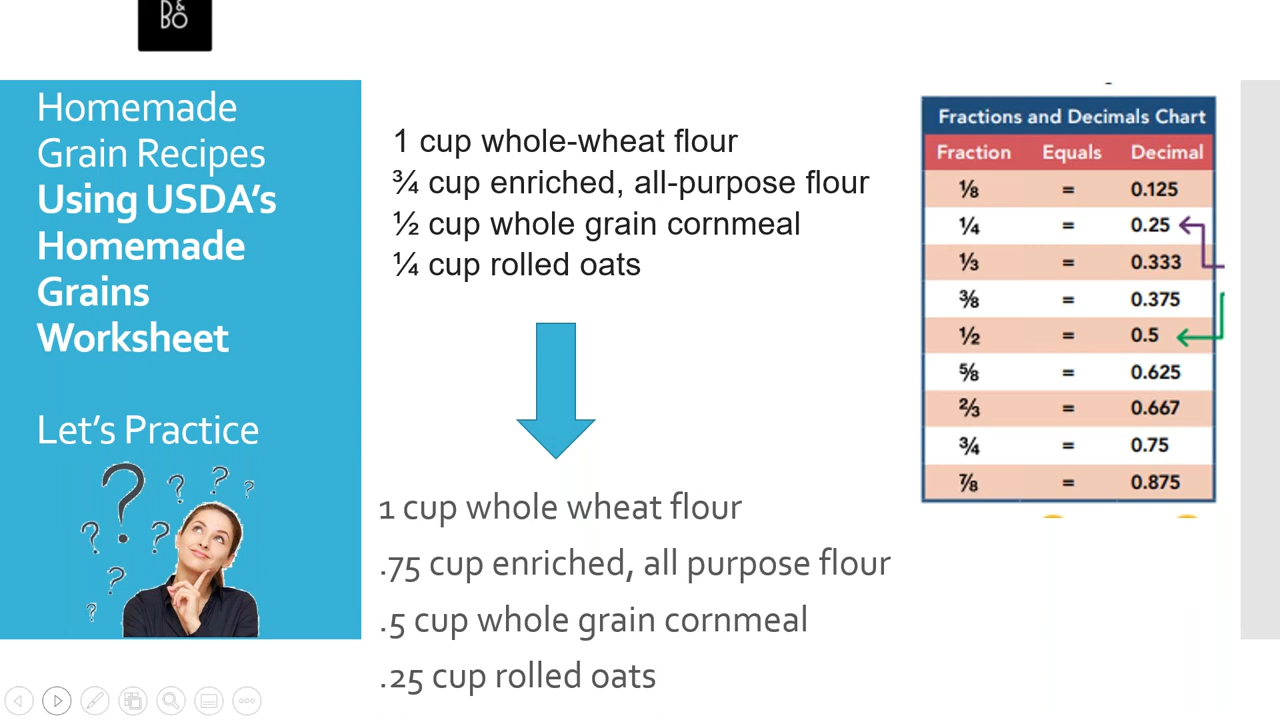 B&
BO
Homemade
Grain Recipes
Using USDA's
Homemade
Grains
Worksheet
Let's Practice
? ? ? ? ? ? ? ?
1 cup whole-wheat flour
¾ cup enriched, all-purpose flour
½ cup whole grain cornmeal
¼ cup rolled oats
1 cup whole wheat flour
.75 cup enriched, all purpose flour
.5 cup whole grain cornmeal
.25 cup rolled oats
Fractions and Decimals Chart
Fraction Equals Decimal
⅛ = 0.125
¼ = 0.25
⅓ = 0.333
⅜ = 0.375
½ = 0.5
⅝ = 0.625
⅔ = 0.667
¾ = 0.75
⅞ = 0.875